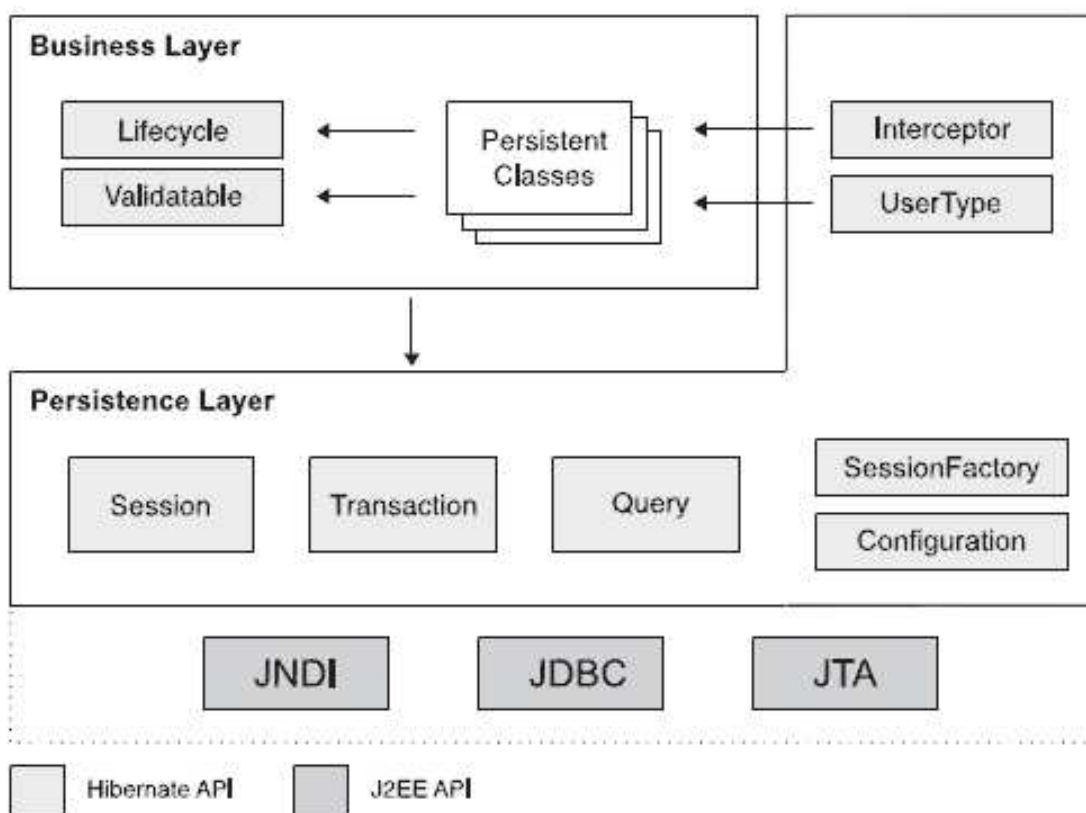 Business Layer
Lifecycle
Validatable
Persistent
Classes
Interceptor
UserType
Persistence Layer
Session
Transaction
Query
SessionFactory
Configuration
JNDI
JDBC
JTA
Hibernate API
J2EE API